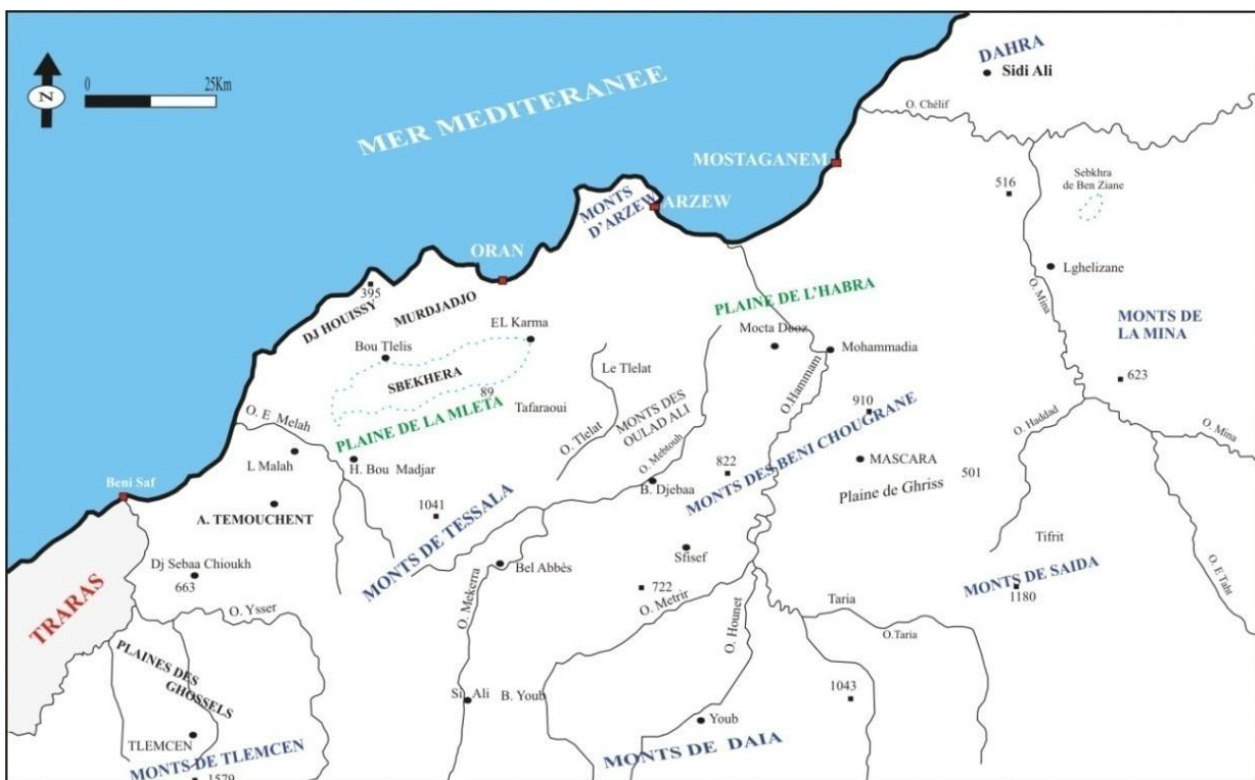 DAHRA
Sidi Ali
N
0 25Km
MER MEDITERANEE
O. Chélif
MOSTAGANEM
Sebkhra
de Ben Ziane
516
MONTS
D'ARZEW
ARZEW
ORAN
Lghelizane
395
DJ HOUISSY
MURDJADJO
PLAINE DE L'HABRA
O. Mina
MONTS DE
LA MINA
EL Karma
Mocta Dooz
Mohammadia
Bou Tlelis
SBEKHERA
89
Le Tlelat
O.Hammam
623
Tafaraoui
MONTS DES
OULAD ALI
910
O. E Melah
PLAINE DE LA MLETA
O. Tlelat
O. Mebtouh
O. Haddad
O. Mina
L Malah
H. Bou Madjar
822
MONTS DES BENI CHOUGRANE
MASCARA
501
Beni Saf
B. Djebaa
Plaine de Ghriss
A. TEMOUCHENT
1041
MONTS DE TESSALA
Tifrit
Dj Sebaa Chioukh
663
Bel Abbès
Sfisef
O. E Taht
TRARAS
722
MONTS DE SAIDA
1180
O. Ysser
O. Mekerra
O. Metrir
O. Hounet
Taria
O.Taria
PLAINES DES
GHOSSELS
Si Ali B. Youb
1043
Youb
TLEMCEN
MONTS DE TLEMCEN
MONTS DE DAIA
1579